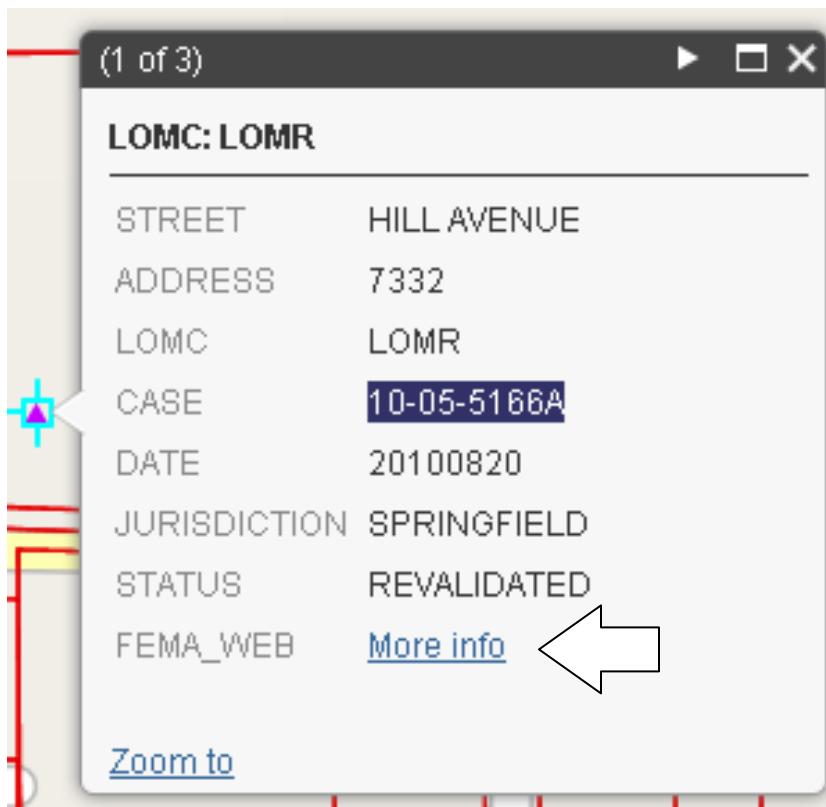 (1 of 3)
LOMC: LOMR
STREET HILL AVENUE
ADDRESS 7332
LOMC LOMR
CASE 10-05-5166A
DATE 20100820
JURISDICTION SPRINGFIELD
STATUS REVALIDATED
FEMA_WEB More info
Zoom to